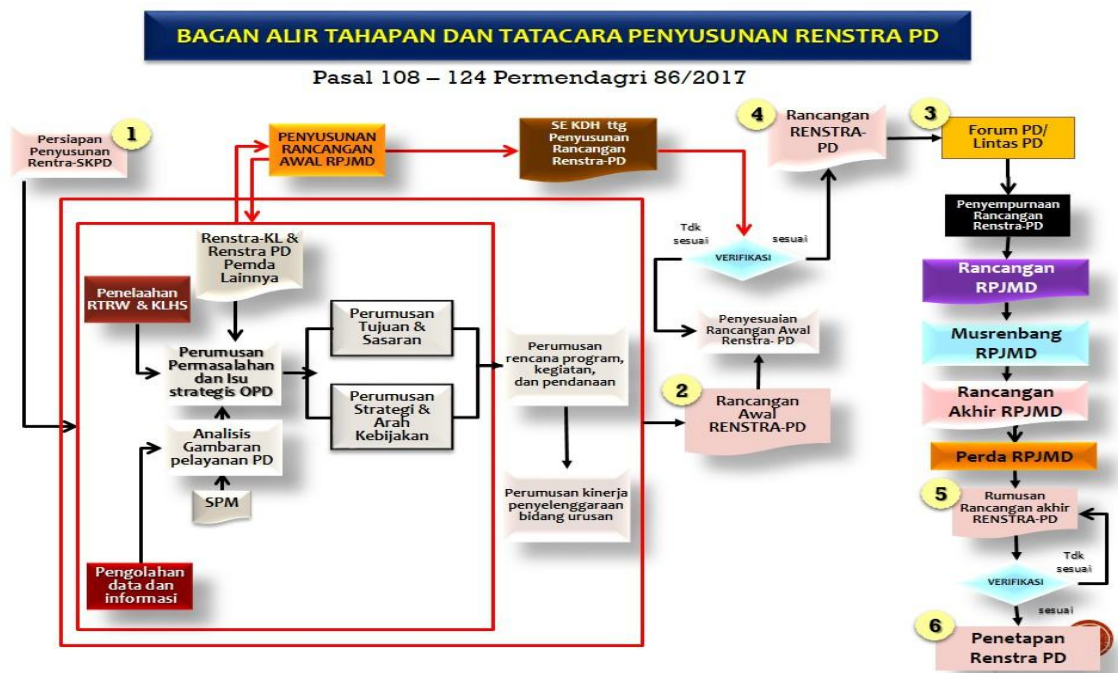 BAGAN ALIR TAHAPAN DAN TATACARA PENYUSUNAN RENSTRA PD
Pasal 108 – 124 Permendagri 86/2017
1
Persiapan
Penyusunan
Rentra-SKPD
PENYUSUNAN
RANCANGAN
AWAL RPJMD
SE KDH ttg
Penyusunan
Rancangan
Renstra-PD
4
Rancangan
RENSTRA-
PD
3
Forum PD/
Lintas PD
Penyempurnaan
Rancangan
Renstra-PD
Rancangan
RPJMD
Musrenbang
RPJMD
Rancangan
Akhir RPJMD
Perda RPJMD
5
Rumusan
Rancangan akhir
RENSTRA-PD
Tdk
sesuai
VERIFIKASI
sesuai
6
Penetapan
Renstra PD
Tdk
sesuai
sesuai
VERIFIKASI
Penyesuaian
Rancangan Awal
Renstra- PD
2
Rancangan
Awal
RENSTRA-PD
Renstra-KL &
Renstra PD
Pemda
Lainnya
Penelaahan
RTRW & KLHS
Perumusan
Permasalahan
dan Isu
strategis OPD
Analisis
Gambaran
pelayanan PD
SPM
Pengolahan
data dan
informasi
Perumusan
Tujuan &
Sasaran
Perumusan
Strategi &
Arah
Kebijakan
Perumusan
rencana program,
kegiatan,
dan pendanaan
Perumusan kinerja
penyelenggaraan
bidang urusan